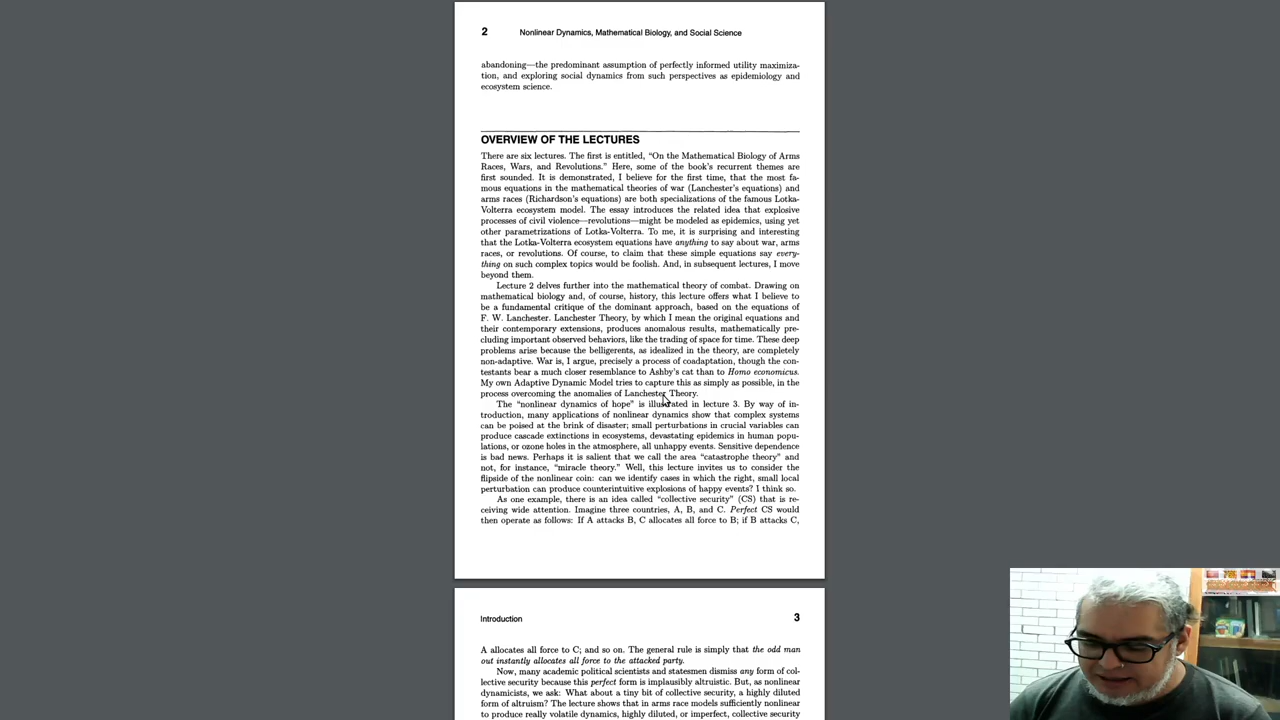 2 Nonlinear Dynamics, Mathematical Biology, and Social Science
abandoning—the predominant assumption of perfectly informed utility maximiza-
tion, and exploring social dynamics from such perspectives as epidemiology and
ecosystem science.
OVERVIEW OF THE LECTURES
There are six lectures. The first is entitled, “On the Mathematical Biology of Arms
Races, Wars, and Revolutions.” Here, some of the book’s recurrent themes are
first sounded. It is demonstrated, I believe for the first time, that the most fa-
mous equations in the mathematical theories of war (Lanchester’s equations) and
arms races (Richardson’s equations) are both specializations of the famous Lotka-
Volterra ecosystem model. The essay introduces the related idea that explosive
processes of civil violence—revolutions—might be modeled as epidemics, using yet
other parametrizations of Lotka-Volterra. To me, it is surprising and interesting
that the Lotka-Volterra ecosystem equations have anything to say about war, arms
races, or revolutions. Of course, to claim that these simple equations say every-
thing on such complex topics would be foolish. And, in subsequent lectures, I move
beyond them.
Lecture 2 delves further into the mathematical theory of combat. Drawing on
mathematical biology and, of course, history, this lecture offers what I believe to
be a fundamental critique of the dominant approach, based on the equations of
F. W. Lanchester. Lanchester Theory, by which I mean the original equations and
their contemporary extensions, produces anomalous results, mathematically pre-
cluding important observed behaviors, like the trading of space for time. These deep
problems arise because the belligerents, as idealized in the theory, are completely
non-adaptive. War is, I argue, precisely a process of coadaptation, though the con-
testants bear a much closer resemblance to Ashby’s cat than to Homo economicus.
My own Adaptive Dynamic Model tries to capture this as simply as possible, in the
process overcoming the anomalies of Lanchester Theory.
The “nonlinear dynamics of hope” is illustrated in lecture 3. By way of in-
troduction, many applications of nonlinear dynamics show that complex systems
can be poised at the brink of disaster; small perturbations in crucial variables can
produce cascade extinctions in ecosystems, devastating epidemics in human popu-
lations, or ozone holes in the atmosphere, all unhappy events. Sensitive dependence
is bad news. Perhaps it is salient that we call the area “catastrophe theory” and
not, for instance, “miracle theory.” Well, this lecture invites us to consider the
flipside of the nonlinear coin: can we identify cases in which the right, small local
perturbation can produce counterintuitive explosions of happy events? I think so.
As one example, there is an idea called “collective security” (CS) that is re-
ceiving wide attention. Imagine three countries, A, B, and C. Perfect CS would
then operate as follows: If A attacks B, C allocates all force to B; if B attacks C,
Introduction 3
A allocates all force to C; and so on. The general rule is simply that the odd man
out instantly allocates all force to the attacked party.
Now, many academic political scientists and statesmen dismiss any form of col-
lective security because this perfect form is implausibly altruistic. But, as nonlinear
dynamicists, we ask: What about a tiny bit of collective security, a highly diluted
form of altruism? The lecture shows that in arms race models sufficiently nonlinear
to produce really volatile dynamics, highly diluted, or imperfect, collective security